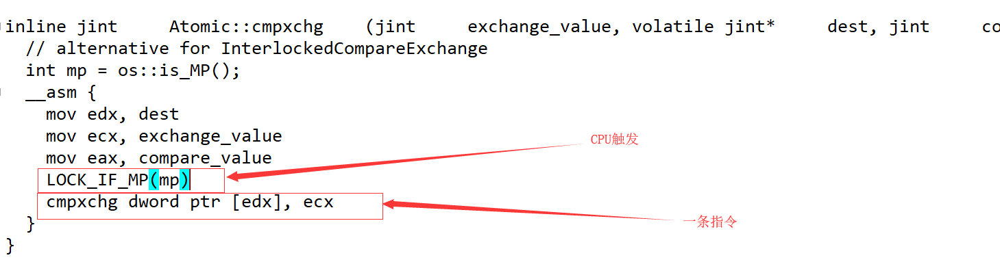 inline jint Atomic::cmpxchg (jint exchange_value, volatile jint* dest, jint co
// alternative for InterlockedCompareExchange
int mp = os::is_MP();
__asm {
mov edx, dest
mov ecx, exchange_value
CPU触发
mov eax, compare_value
LOCK_IF_MP(mp)
cmpxchg dword ptr [edx], ecx
一条指令
}
}